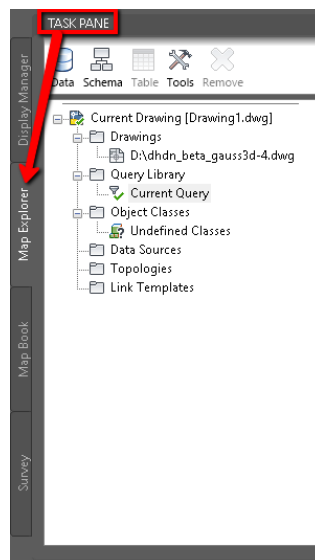 TASK PANE
Data Schema Table Tools Remove
Display Manager
Map Explorer
Map Book
Survey
Current Drawing [Drawing1.dwg]
Drawings
D:\dhdn_beta_gauss3d-4.dwg
Query Library
Current Query
Object Classes
Undefined Classes
Data Sources
Topologies
Link Templates